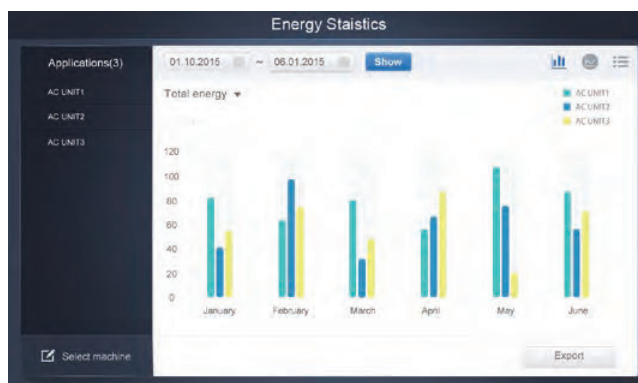 Energy Staistics
Applications(3)
AC UNIT1
AC UNIT2
AC UNIT3
Select machine
01.10.2015 ~ 06.01.2015 Show
Total energy
AC UNIT1
AC UNIT2
AC UNIT3
120
100
80
60
40
20
0
January February March April May June
Export